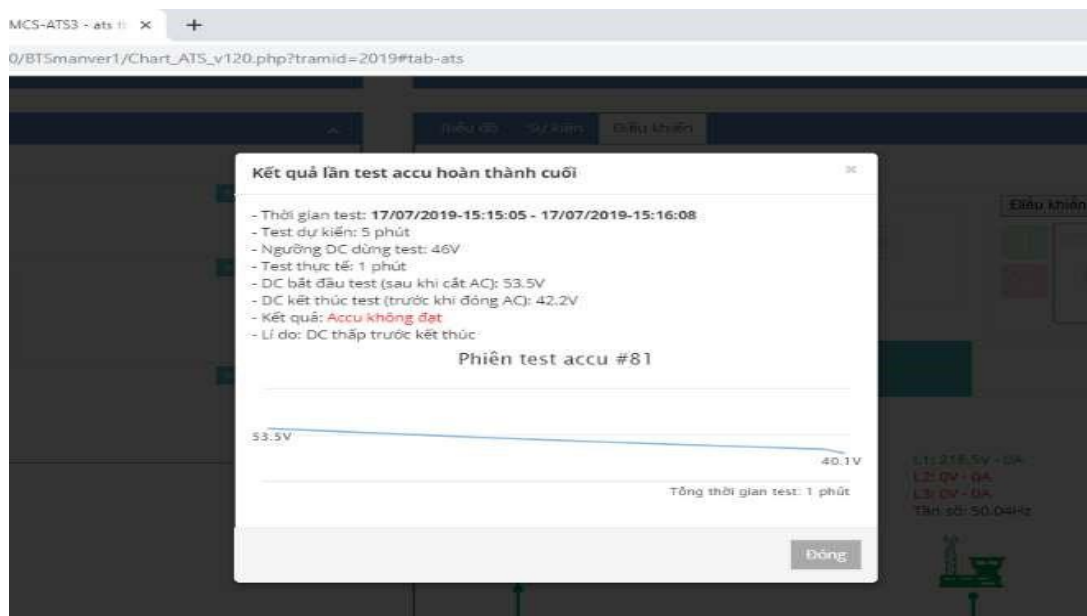 MCS-ATS3 - ats
0/BTSmanver1/Chart_ATS_v120.php?tramid=2019#tab-ats
Biểu đồ Sự kiện Điều khiển
Kết quả lần test accu hoàn thành cuối
- Thời gian test: 17/07/2019-15:15:05 - 17/07/2019-15:16:08
- Test dự kiến: 5 phút
- Ngưỡng DC dừng test: 46V
- Test thực tế: 1 phút
- DC bắt đầu test (sau khi cắt AC): 53.5V
- DC kết thúc test (trước khi đóng AC): 42.2V
- Kết quả: Accu không đạt
- Lí do: DC thấp trước kết thúc
Phiên test accu #81
53.5V
40.1V
Tổng thời gian test: 1 phút
Đóng
Điều khiển
L1: 218.5V - 0A
L2: 0V - 0A
L3: 0V - 0A
Tần số: 50.04Hz